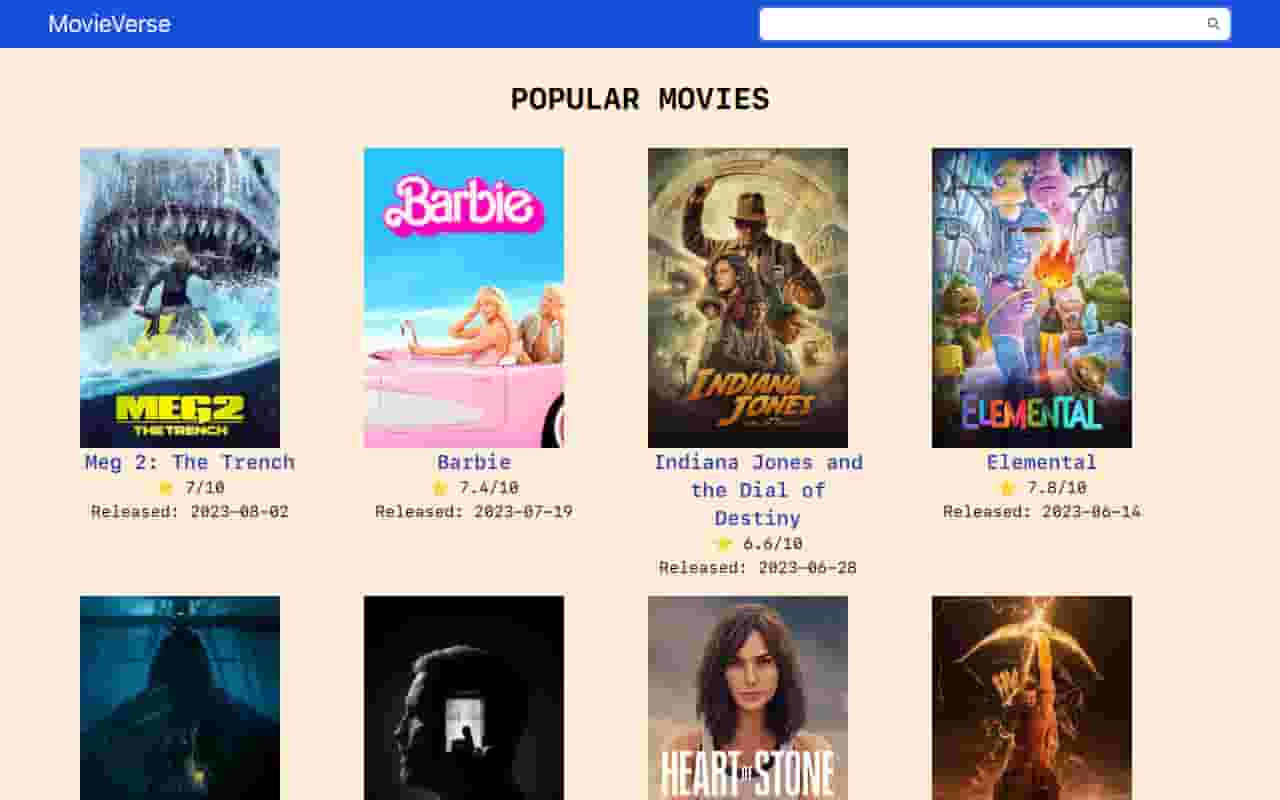 MovieVerse
POPULAR MOVIES
Barbie
MEG2
THE TRENCH
INDIANA
JONES
ELEMENTAL
Meg 2: The Trench
⭐ 7/10
Released: 2023-08-02
Barbie
⭐ 7.4/10
Released: 2023-07-19
Indiana Jones and
the Dial of
Destiny
⭐ 6.6/10
Released: 2023-06-28
Elemental
⭐ 7.8/10
Released: 2023-06-14
HEART OF STONE